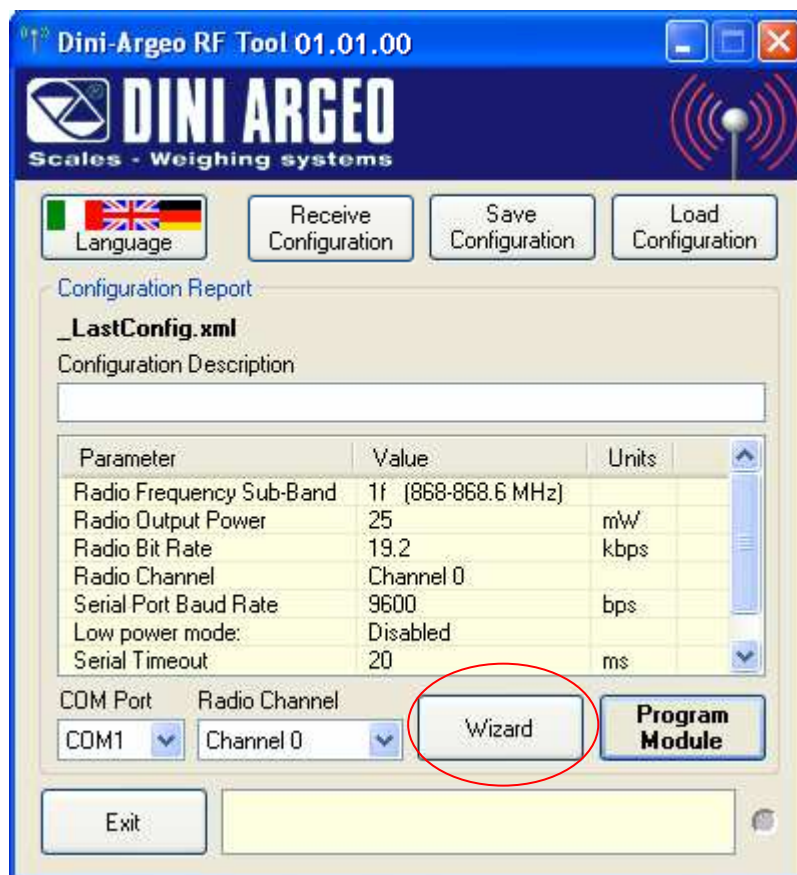 Dini-Argeo RF Tool 01.01.00
DINI ARGEO
Scales - Weighing systems
Language
Receive Configuration
Save Configuration
Load Configuration
Configuration Report
_LastConfig.xml
Configuration Description
Parameter Value Units
Radio Frequency Sub-Band 1f (868-868.6 MHz)
Radio Output Power 25 mW
Radio Bit Rate 19.2 kbps
Radio Channel Channel 0
Serial Port Baud Rate 9600 bps
Low power mode: Disabled
Serial Timeout 20 ms
COM Port Radio Channel
COM1 Channel 0 Wizard Program Module
Exit